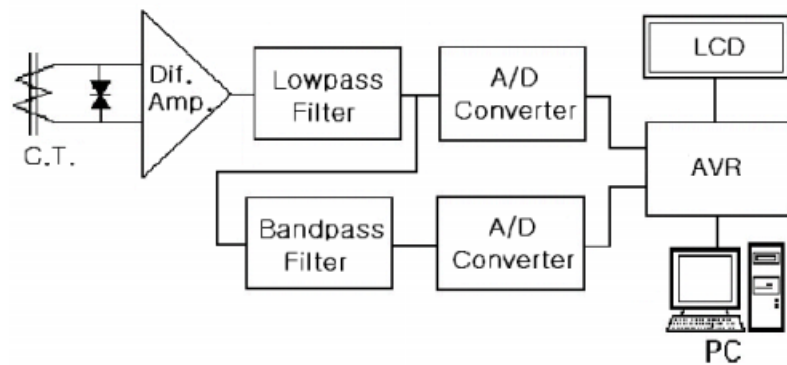 C.T.
Dif.
Amp.
Lowpass
Filter
A/D
Converter
LCD
AVR
Bandpass
Filter
A/D
Converter
PC